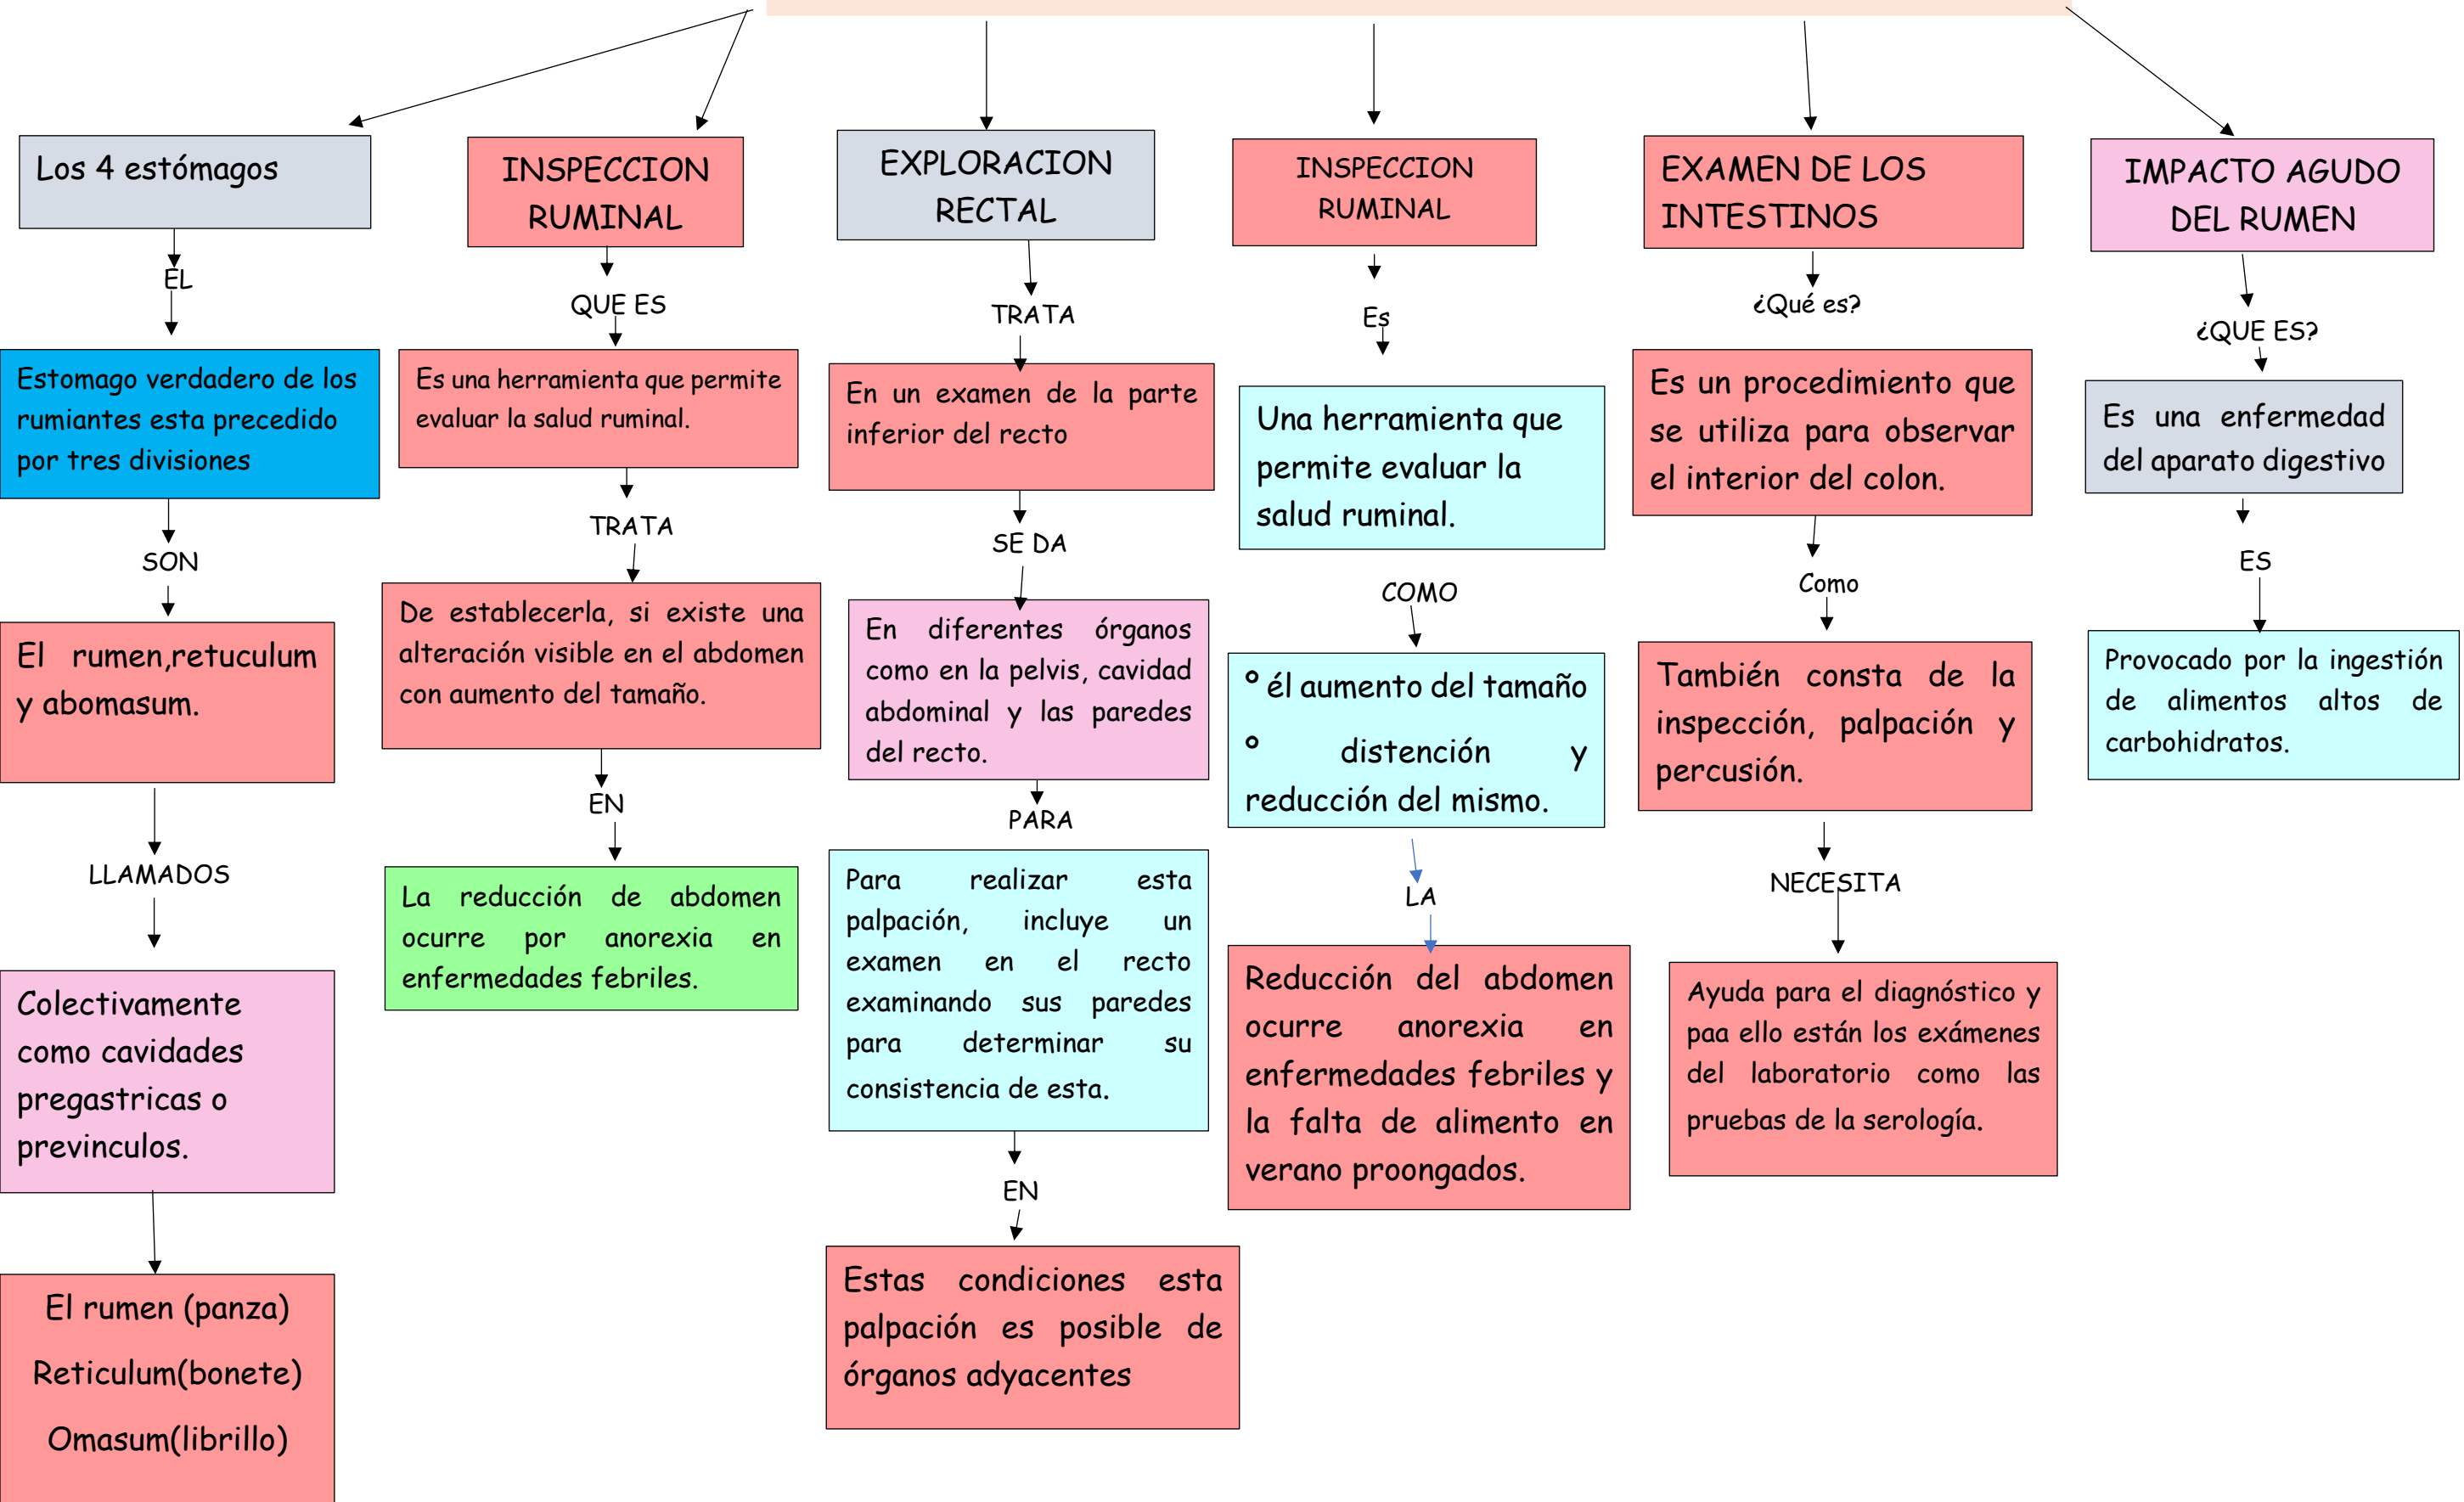 Los 4 estómagos
EL
Estomago verdadero de los
rumiantes esta precedido
por tres divisiones
SON
El rumen,retuculum
y abomasum.
LLAMADOS
Colectivamente
como cavidades
pregastricas o
previnculos.
El rumen (panza)
Reticulum(bonete)
Omasum(librillo)
INSPECCION
RUMINAL
QUE ES
Es una herramienta que permite
evaluar la salud ruminal.
TRATA
De establecerla, si existe una
alteración visible en el abdomen
con aumento del tamaño.
EN
La reducción de abdomen
ocurre por anorexia en
enfermedades febriles.
EXPLORACION
RECTAL
TRATA
En un examen de la parte
inferior del recto
SE DA
En diferentes órganos
como en la pelvis, cavidad
abdominal y las paredes
del recto.
PARA
Para realizar esta
palpación, incluye un
examen en el recto
examinando sus paredes
para determinar su
consistencia de esta.
EN
Estas condiciones esta
palpación es posible de
órganos adyacentes
INSPECCION
RUMINAL
Es
Una herramienta que
permite evaluar la
salud ruminal.
COMO
° él aumento del tamaño
° distención y
reducción del mismo.
LA
Reducción del abdomen
ocurre anorexia en
enfermedades febriles y
la falta de alimento en
verano proongados.
EXAMEN DE LOS
INTESTINOS
¿Qué es?
Es un procedimiento que
se utiliza para observar
el interior del colon.
Como
También consta de la
inspección, palpación y
percusión.
NECESITA
Ayuda para el diagnóstico y
paa ello están los exámenes
del laboratorio como las
pruebas de la serología.
IMPACTO AGUDO
DEL RUMEN
¿QUE ES?
Es una enfermedad
del aparato digestivo
ES
Provocado por la ingestión
de alimentos altos de
carbohidratos.